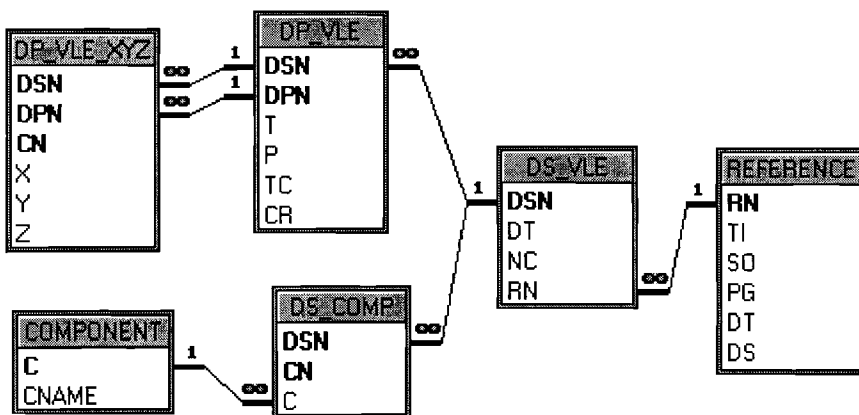 DP_VLE_XYZ
DSN
DPN
CN
X
Y
Z
∞
∞
1
1
DP_VLE
DSN
DPN
T
P
TC
CR
∞
COMPONENT
C
CNAME
1
∞
DS_COMP
DSN
CN
C
∞
1
DS_VLE
DSN
DT
NC
RN
∞
1
REFERENCE
RN
TI
SO
PG
DT
DS